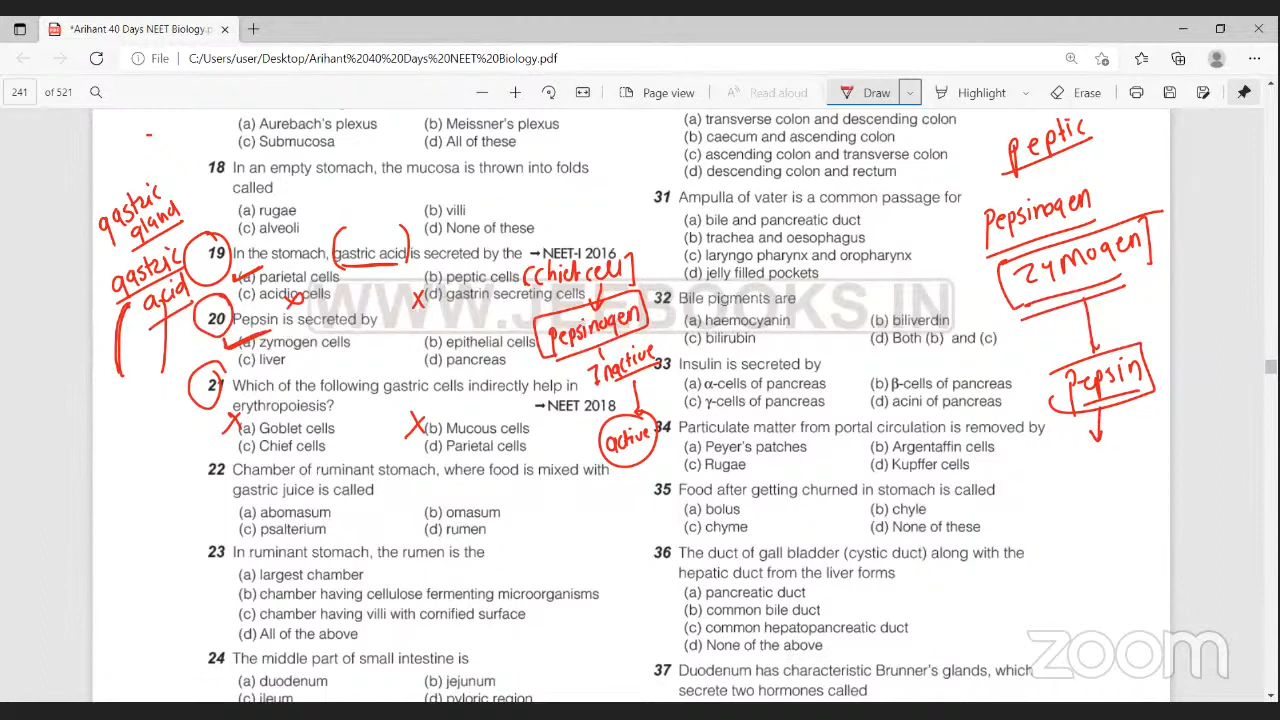 *Arihant 40 Days NEET Biology.p
File
C:/Users/user/Desktop/Arihant%2040%20Days%20NEET%20Biology.pdf
241 of 521
Page view
Read aloud
Draw
Highlight
Erase
(a) Aurebach's plexus (b) Meissner's plexus
(c) Submucosa (d) All of these
18 In an empty stomach, the mucosa is thrown into folds
called
(a) rugae (b) villi
(c) alveoli (d) None of these
19 In the stomach, gastric acid is secreted by the → NEET-I 2016
(a) parietal cells (b) peptic cells
(c) acidic cells (d) gastrin secreting cells
20 Pepsin is secreted by
(a) zymogen cells (b) epithelial cells
(c) liver (d) pancreas
21 Which of the following gastric cells indirectly help in
erythropoiesis? → NEET 2018
(a) Goblet cells (b) Mucous cells
(c) Chief cells (d) Parietal cells
22 Chamber of ruminant stomach, where food is mixed with
gastric juice is called
(a) abomasum (b) omasum
(c) psalterium (d) rumen
23 In ruminant stomach, the rumen is the
(a) largest chamber
(b) chamber having cellulose fermenting microorganisms
(c) chamber having villi with cornified surface
(d) All of the above
24 The middle part of small intestine is
(a) duodenum (b) jejunum
(c) ileum (d) pyloric region
(a) transverse colon and descending colon
(b) caecum and ascending colon
(c) ascending colon and transverse colon
(d) descending colon and rectum
31 Ampulla of vater is a common passage for
(a) bile and pancreatic duct
(b) trachea and oesophagus
(c) laryngo pharynx and oropharynx
(d) jelly filled pockets
32 Bile pigments are
(a) haemocyanin (b) biliverdin
(c) bilirubin (d) Both (b) and (c)
33 Insulin is secreted by
(a) α-cells of pancreas (b) β-cells of pancreas
(c) γ-cells of pancreas (d) acini of pancreas
34 Particulate matter from portal circulation is removed by
(a) Peyer's patches (b) Argentaffin cells
(c) Rugae (d) Kupffer cells
35 Food after getting churned in stomach is called
(a) bolus (b) chyle
(c) chyme (d) None of these
36 The duct of gall bladder (cystic duct) along with the
hepatic duct from the liver forms
(a) pancreatic duct
(b) common bile duct
(c) common hepatopancreatic duct
(d) None of the above
37 Duodenum has characteristic Brunner's glands, which
secrete two hormones called
gastric
gland
gastric
acid
(chief cell]
Pepsinogen
Inactive
active
peptic
Pepsinogen
Zymogen
Pepsin
WWW.JEEBOOKS.IN
zoom